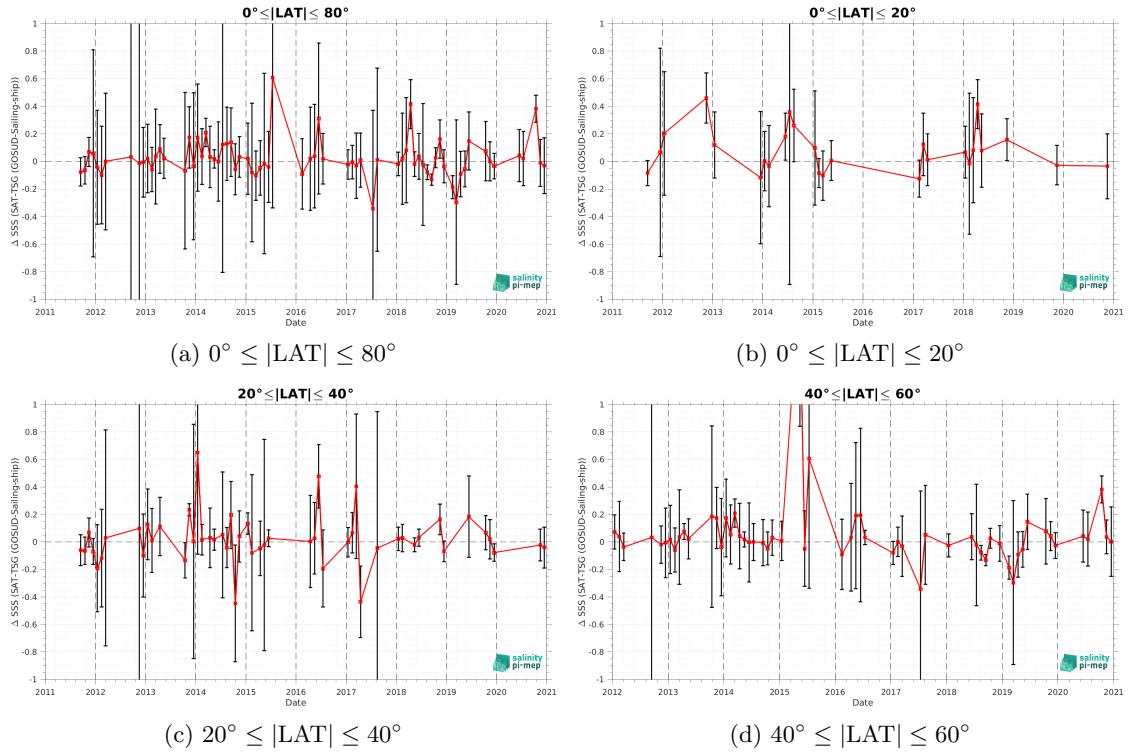 0°≤|LAT|≤ 80°
Δ SSS (SAT-TSG (GOSUD-Sailing-ship))
1
0.8
0.6
0.4
0.2
0
-0.2
-0.4
-0.6
-0.8
-1
2011 2012 2013 2014 2015 2016 2017 2018 2019 2020 2021
Date
salinity
pi-mep
(a) 0° ≤ |LAT| ≤ 80°
0°≤|LAT|≤ 20°
Δ SSS (SAT-TSG (GOSUD-Sailing-ship))
1
0.8
0.6
0.4
0.2
0
-0.2
-0.4
-0.6
-0.8
-1
2011 2012 2013 2014 2015 2016 2017 2018 2019 2020 2021
Date
salinity
pi-mep
(b) 0° ≤ |LAT| ≤ 20°
20°≤|LAT|≤ 40°
Δ SSS (SAT-TSG (GOSUD-Sailing-ship))
1
0.8
0.6
0.4
0.2
0
-0.2
-0.4
-0.6
-0.8
-1
2011 2012 2013 2014 2015 2016 2017 2018 2019 2020 2021
Date
salinity
pi-mep
(c) 20° ≤ |LAT| ≤ 40°
40°≤|LAT|≤ 60°
Δ SSS (SAT-TSG (GOSUD-Sailing-ship))
1
0.8
0.6
0.4
0.2
0
-0.2
-0.4
-0.6
-0.8
-1
2012 2013 2014 2015 2016 2017 2018 2019 2020 2021
Date
salinity
pi-mep
(d) 40° ≤ |LAT| ≤ 60°